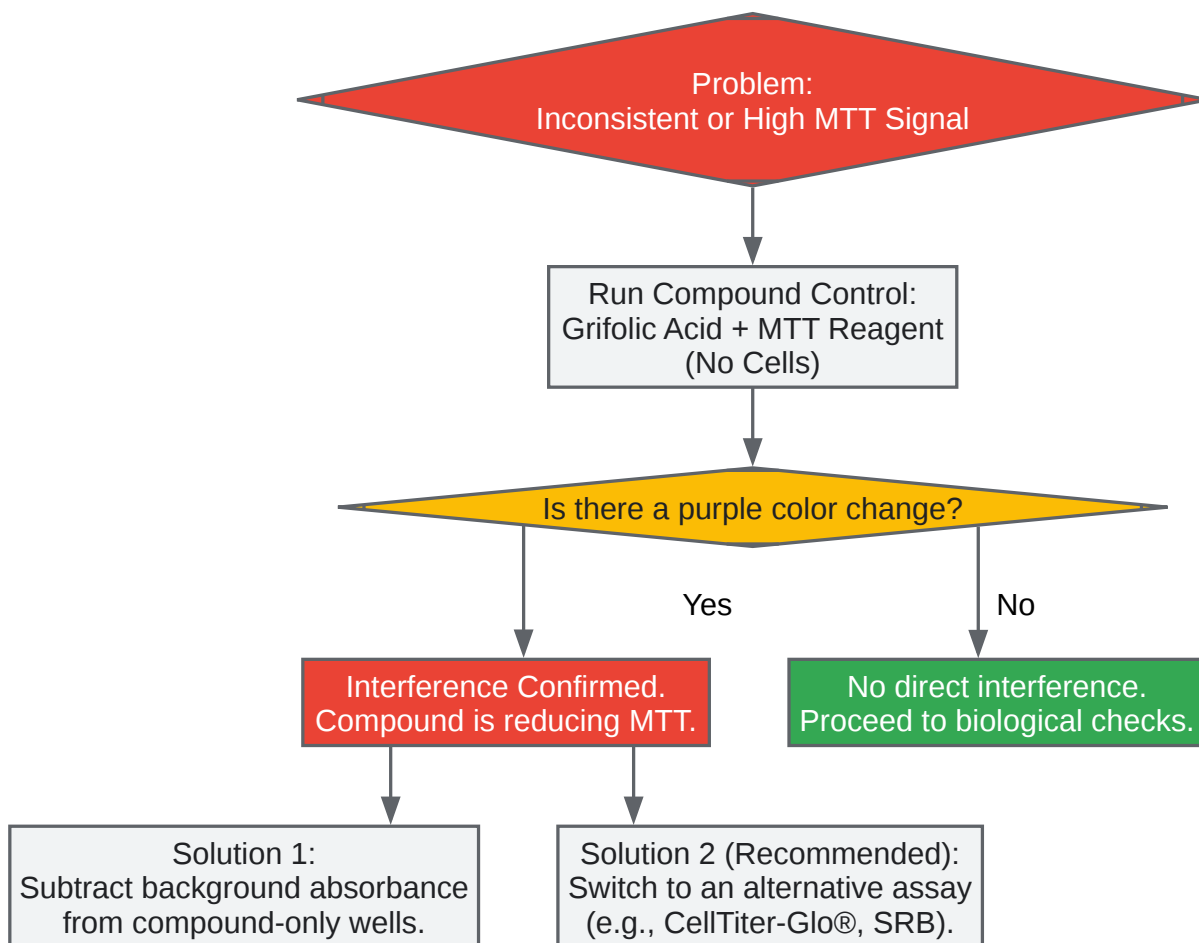 Problem:
Inconsistent or High MTT Signal
Run Compound Control:
Grifolic Acid + MTT Reagent
(No Cells)
Is there a purple color change?
Yes
No
Interference Confirmed.
Compound is reducing MTT.
No direct interference.
Proceed to biological checks.
Solution 1:
Subtract background absorbance
from compound-only wells.
Solution 2 (Recommended):
Switch to an alternative assay
(e.g., CellTiter-Glo®, SRB).